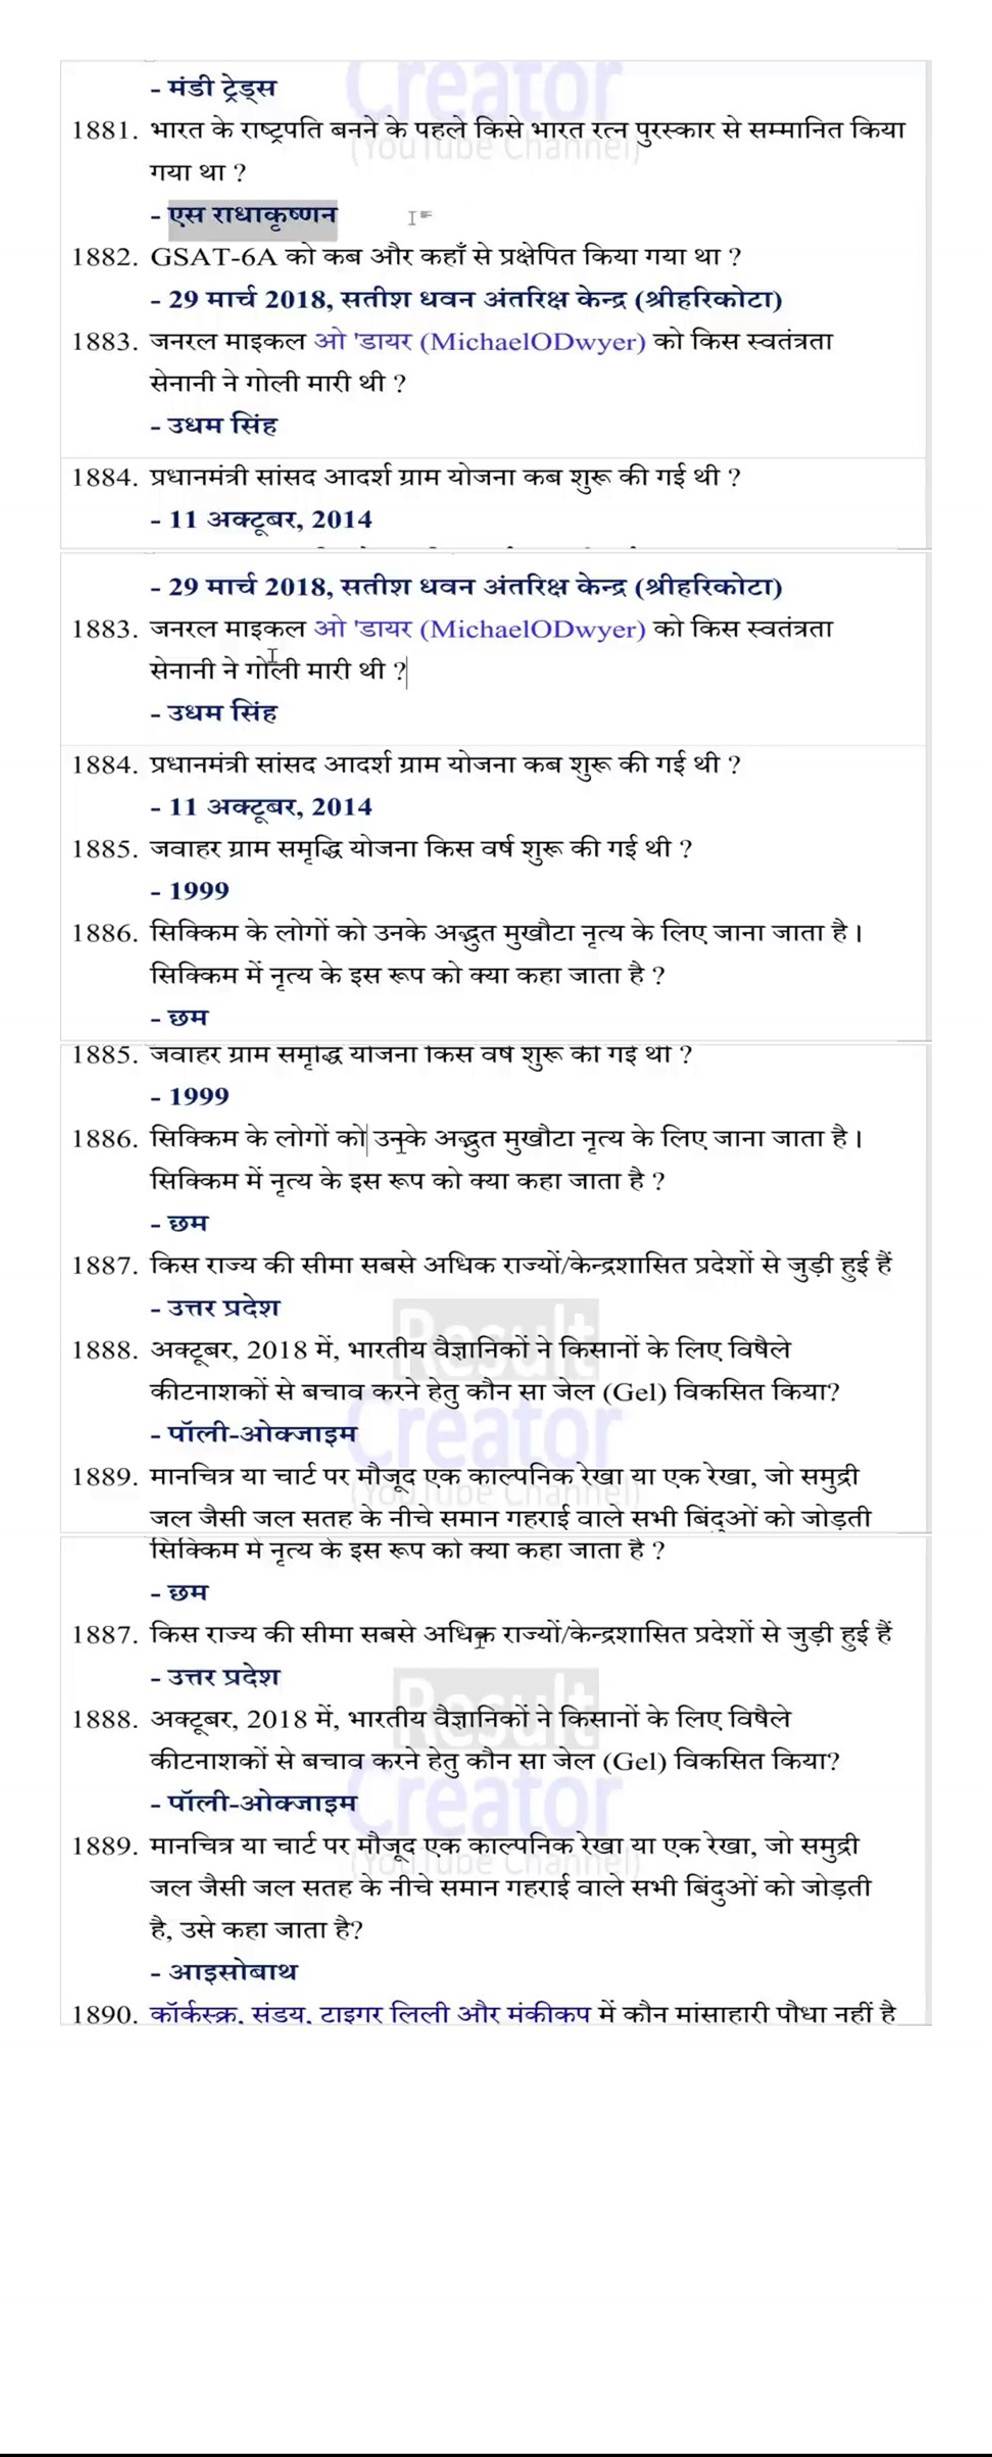 Creator
- मंडी ट्रेड्स
1881. भारत के राष्ट्रपति बनने के पहले किसे भारत रत्न पुरस्कार से सम्मानित किया
(YouTube Channel)
गया था ?
- एस राधाकृष्णन
1882. GSAT-6A को कब और कहाँ से प्रक्षेपित किया गया था ?
- 29 मार्च 2018, सतीश धवन अंतरिक्ष केन्द्र (श्रीहरिकोटा)
1883. जनरल माइकल ओ 'डायर (MichaelODwyer) को किस स्वतंत्रता
सेनानी ने गोली मारी थी ?
- उधम सिंह
1884. प्रधानमंत्री सांसद आदर्श ग्राम योजना कब शुरू की गई थी ?
- 11 अक्टूबर, 2014
- 29 मार्च 2018, सतीश धवन अंतरिक्ष केन्द्र (श्रीहरिकोटा)
1883. जनरल माइकल ओ 'डायर (MichaelODwyer) को किस स्वतंत्रता
सेनानी ने गोली मारी थी ?
- उधम सिंह
1884. प्रधानमंत्री सांसद आदर्श ग्राम योजना कब शुरू की गई थी ?
- 11 अक्टूबर, 2014
1885. जवाहर ग्राम समृद्धि योजना किस वर्ष शुरू की गई थी ?
- 1999
1886. सिक्किम के लोगों को उनके अद्भुत मुखौटा नृत्य के लिए जाना जाता है।
सिक्किम में नृत्य के इस रूप को क्या कहा जाता है ?
- छम
1885. जवाहर ग्राम समृद्धि योजना किस वर्ष शुरू की गई थी ?
- 1999
1886. सिक्किम के लोगों को उनके अद्भुत मुखौटा नृत्य के लिए जाना जाता है।
सिक्किम में नृत्य के इस रूप को क्या कहा जाता है ?
- छम
1887. किस राज्य की सीमा सबसे अधिक राज्यों/केन्द्रशासित प्रदेशों से जुड़ी हुई हैं
- उत्तर प्रदेश
Result
1888. अक्टूबर, 2018 में, भारतीय वैज्ञानिकों ने किसानों के लिए विषैले
कीटनाशकों से बचाव करने हेतु कौन सा जेल (Gel) विकसित किया?
Creator
- पॉली-ओक्जाइम
1889. मानचित्र या चार्ट पर मौजूद एक काल्पनिक रेखा या एक रेखा, जो समुद्री
(YouTube Channel)
जल जैसी जल सतह के नीचे समान गहराई वाले सभी बिंदुओं को जोड़ती
सिक्किम में नृत्य के इस रूप को क्या कहा जाता है ?
- छम
1887. किस राज्य की सीमा सबसे अधिक राज्यों/केन्द्रशासित प्रदेशों से जुड़ी हुई हैं
- उत्तर प्रदेश
Result
1888. अक्टूबर, 2018 में, भारतीय वैज्ञानिकों ने किसानों के लिए विषैले
कीटनाशकों से बचाव करने हेतु कौन सा जेल (Gel) विकसित किया?
Creator
- पॉली-ओक्जाइम
1889. मानचित्र या चार्ट पर मौजूद एक काल्पनिक रेखा या एक रेखा, जो समुद्री
(YouTube Channel)
जल जैसी जल सतह के नीचे समान गहराई वाले सभी बिंदुओं को जोड़ती
है, उसे कहा जाता है?
- आइसोबाथ
1890. कॉर्कस्क्र, संडय, टाइगर लिली और मंकीकप में कौन मांसाहारी पौधा नहीं है